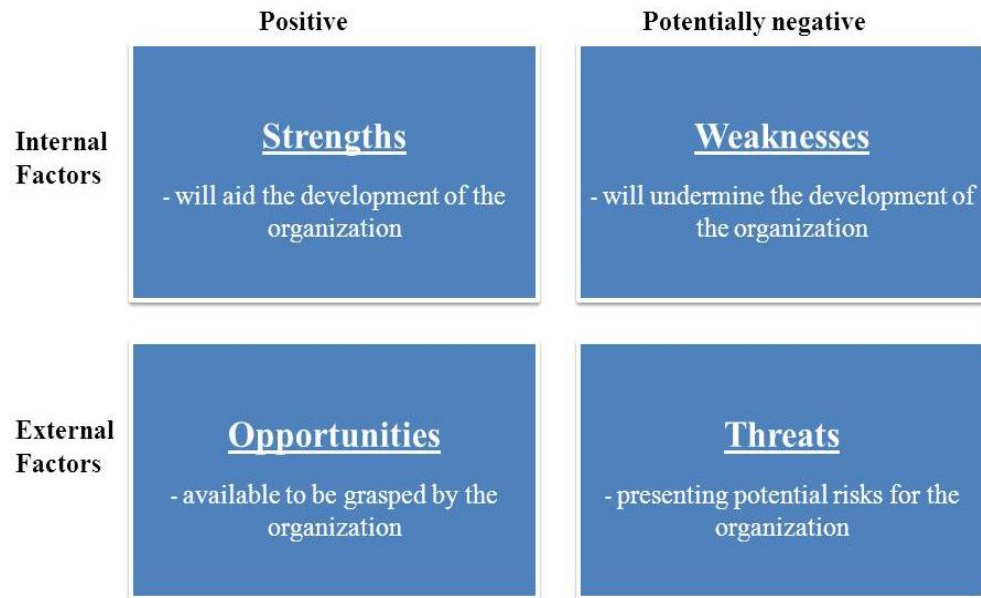 Positive
Potentially negative
Internal
Factors
Strengths
- will aid the development of the
organization
Weaknesses
- will undermine the development of
the organization
External
Factors
Opportunities
- available to be grasped by the
organization
Threats
- presenting potential risks for the
organization